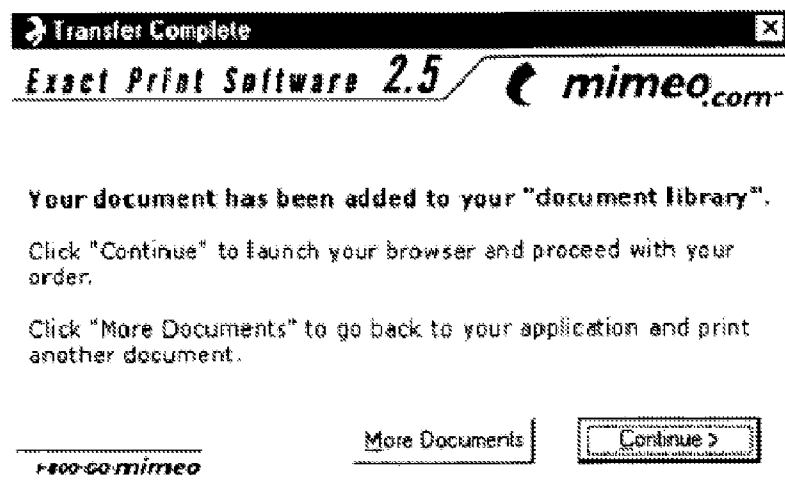 Transfer Complete
Exact Print Software 2.5
mimeo.com
Your document has been added to your "document library".
Click "Continue" to launch your browser and proceed with your
order.
Click "More Documents" to go back to your application and print
another document.
More Documents
Continue >
1-800-GO-mimeo